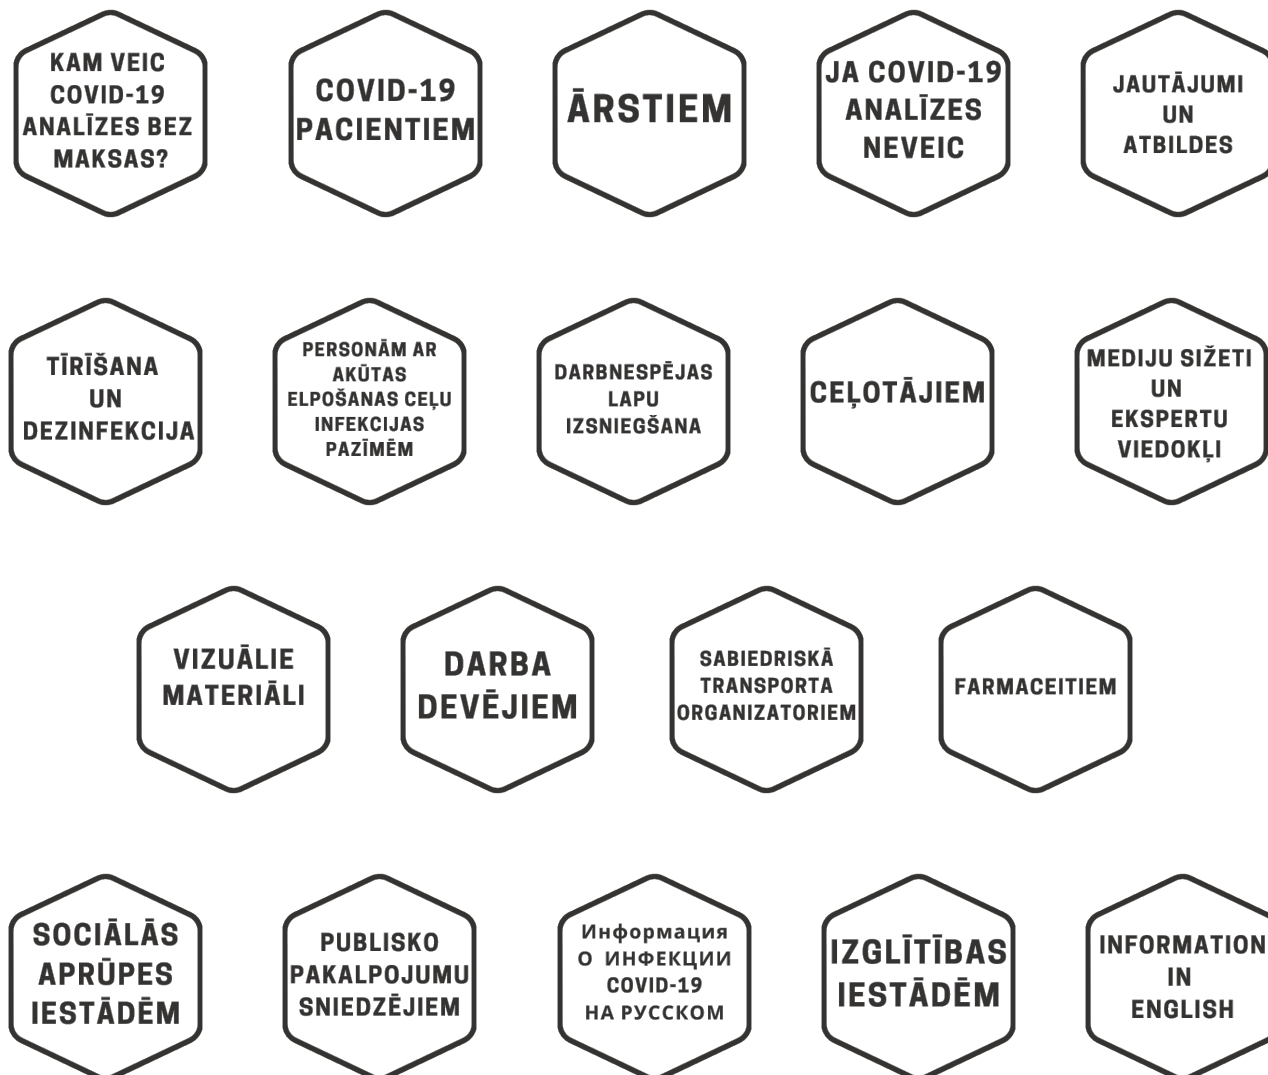 KAM VEIC
COVID-19
ANALĪZES BEZ
MAKSAS?
COVID-19
PACIENTIEM
ĀRSTIEM
JA COVID-19
ANALĪZES
NEVEIC
JAUTĀJUMI
UN
ATBILDES
TĪRĪŠANA
UN
DEZINFEKCIJA
PERSONĀM AR
AKŪTAS
ELPOŠANAS CEĻU
INFEKCIJAS
PAZĪMĒM
DARBNESPĒJAS
LAPU
IZSNIEGŠANA
CEĻOTĀJIEM
MEDIJU SIŽETI
UN
EKSPERTU
VIEDOKĻI
VIZUĀLIE
MATERIĀLI
DARBA
DEVĒJIEM
SABIEDRISKĀ
TRANSPORTA
ORGANIZATORIEM
FARMACEITIEM
SOCIĀLĀS
APRŪPES
IESTĀDĒM
PUBLISKO
PAKALPOJUMU
SNIEDZĒJIEM
Информация
О ИНФЕКЦИИ
COVID-19
НА РУССКОМ
IZGLĪTĪBAS
IESTĀDĒM
INFORMATION
IN
ENGLISH